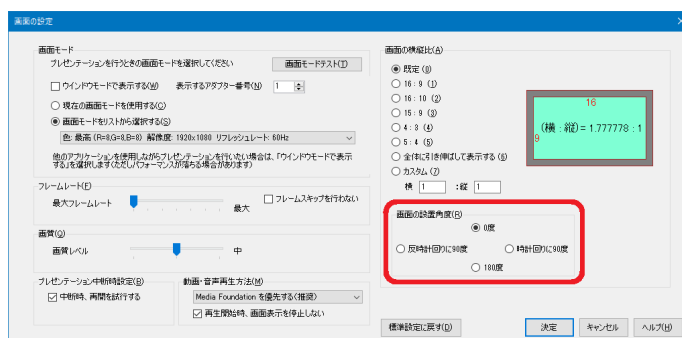 画面の設定
画面モード
プレゼンテーションを行うときの画面モードを選択してください
画面モードテスト(T)
ウインドウモードで表示する(W) 表示するアダプター番号(N) 1
現在の画面モードを使用する(C)
画面モードをリストから選択する(S)
色: 最高 (R=8,G=8,B=8) 解像度: 1920x1080 リフレッシュレート: 60Hz
他のアプリケーションを使用しながらプレゼンテーションを行いたい場合は、「ウインドウモードで表示
する」を選択します(ただしパフォーマンスが落ちる場合があります)
フレームレート(F)
最大フレームレート 最大
フレームスキップを行わない
画質(Q)
画質レベル 中
プレゼンテーション中断時設定(B)
中断時、再開を試行する
動画・音声再生方法(M)
Media Foundation を優先する(推奨)
再生開始時、画面表示を停止しない
画面の横縦比(A)
既定 (0)
16 : 9 (1)
16 : 10 (2)
15 : 9 (3)
4 : 3 (4)
5 : 4 (5)
全体に引き伸ばして表示する (6)
カスタム (7)
横 1 :縦 1
16
9
(横 : 縦)= 1.777778 : 1
画面の設置角度(R)
0度
反時計回りに90度
時計回りに90度
180度
標準設定に戻す(D)
決定
キャンセル
ヘルプ(H)